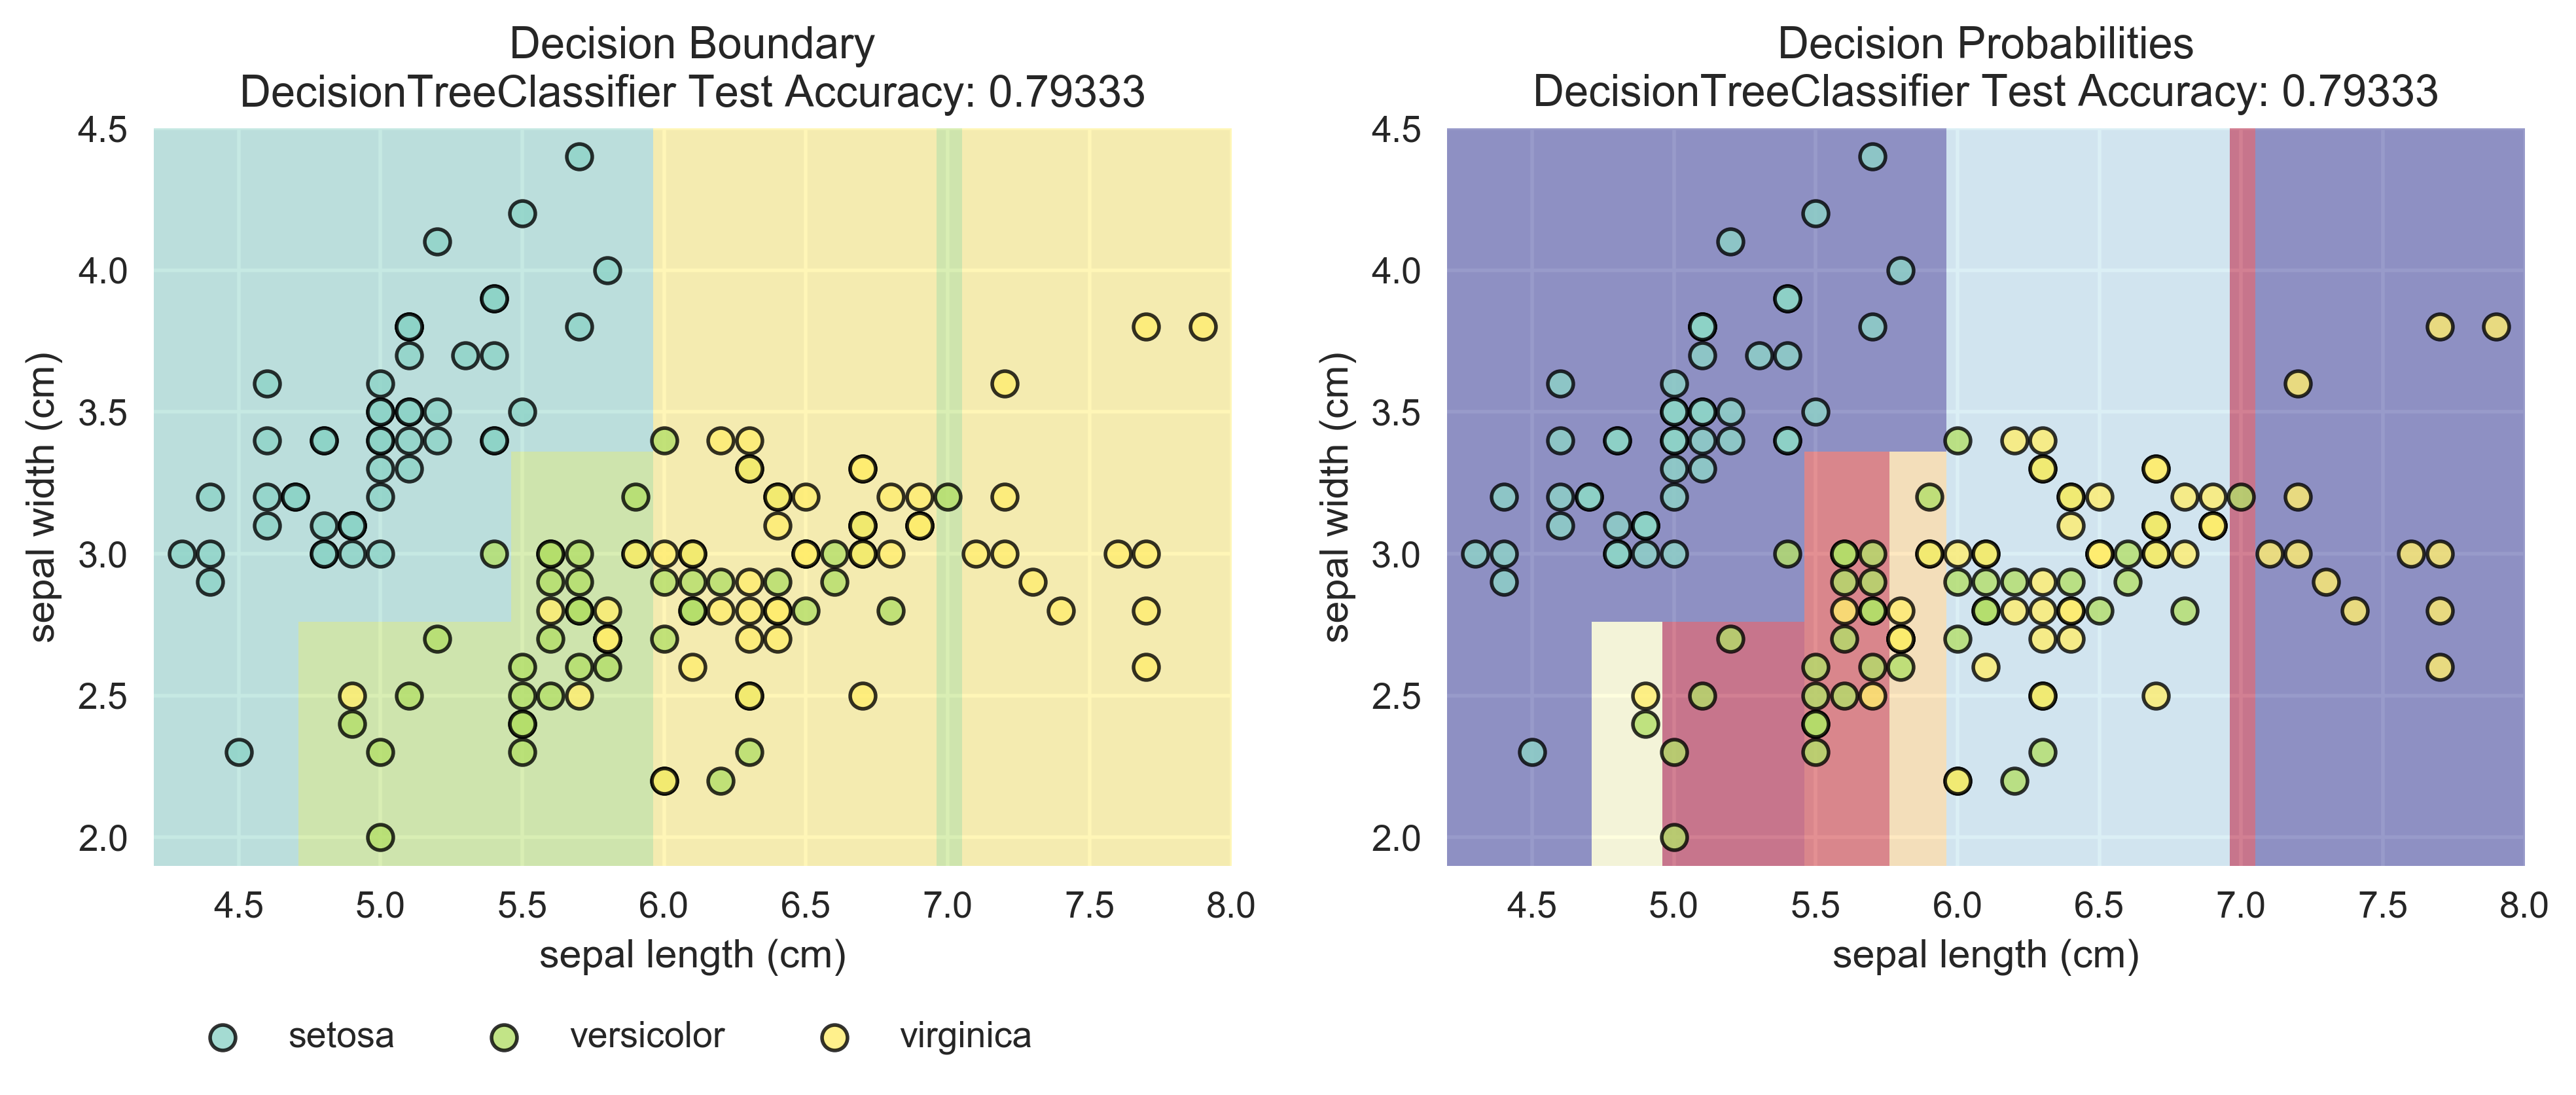 Decision Boundary
DecisionTreeClassifier Test Accuracy: 0.79333
4.5
4.0
3.5
3.0
2.5
2.0
sepal width (cm)
4.5 5.0 5.5 6.0 6.5 7.0 7.5 8.0
sepal length (cm)
setosa versicolor virginica
Decision Probabilities
DecisionTreeClassifier Test Accuracy: 0.79333
4.5
4.0
3.5
3.0
2.5
2.0
sepal width (cm)
4.5 5.0 5.5 6.0 6.5 7.0 7.5 8.0
sepal length (cm)